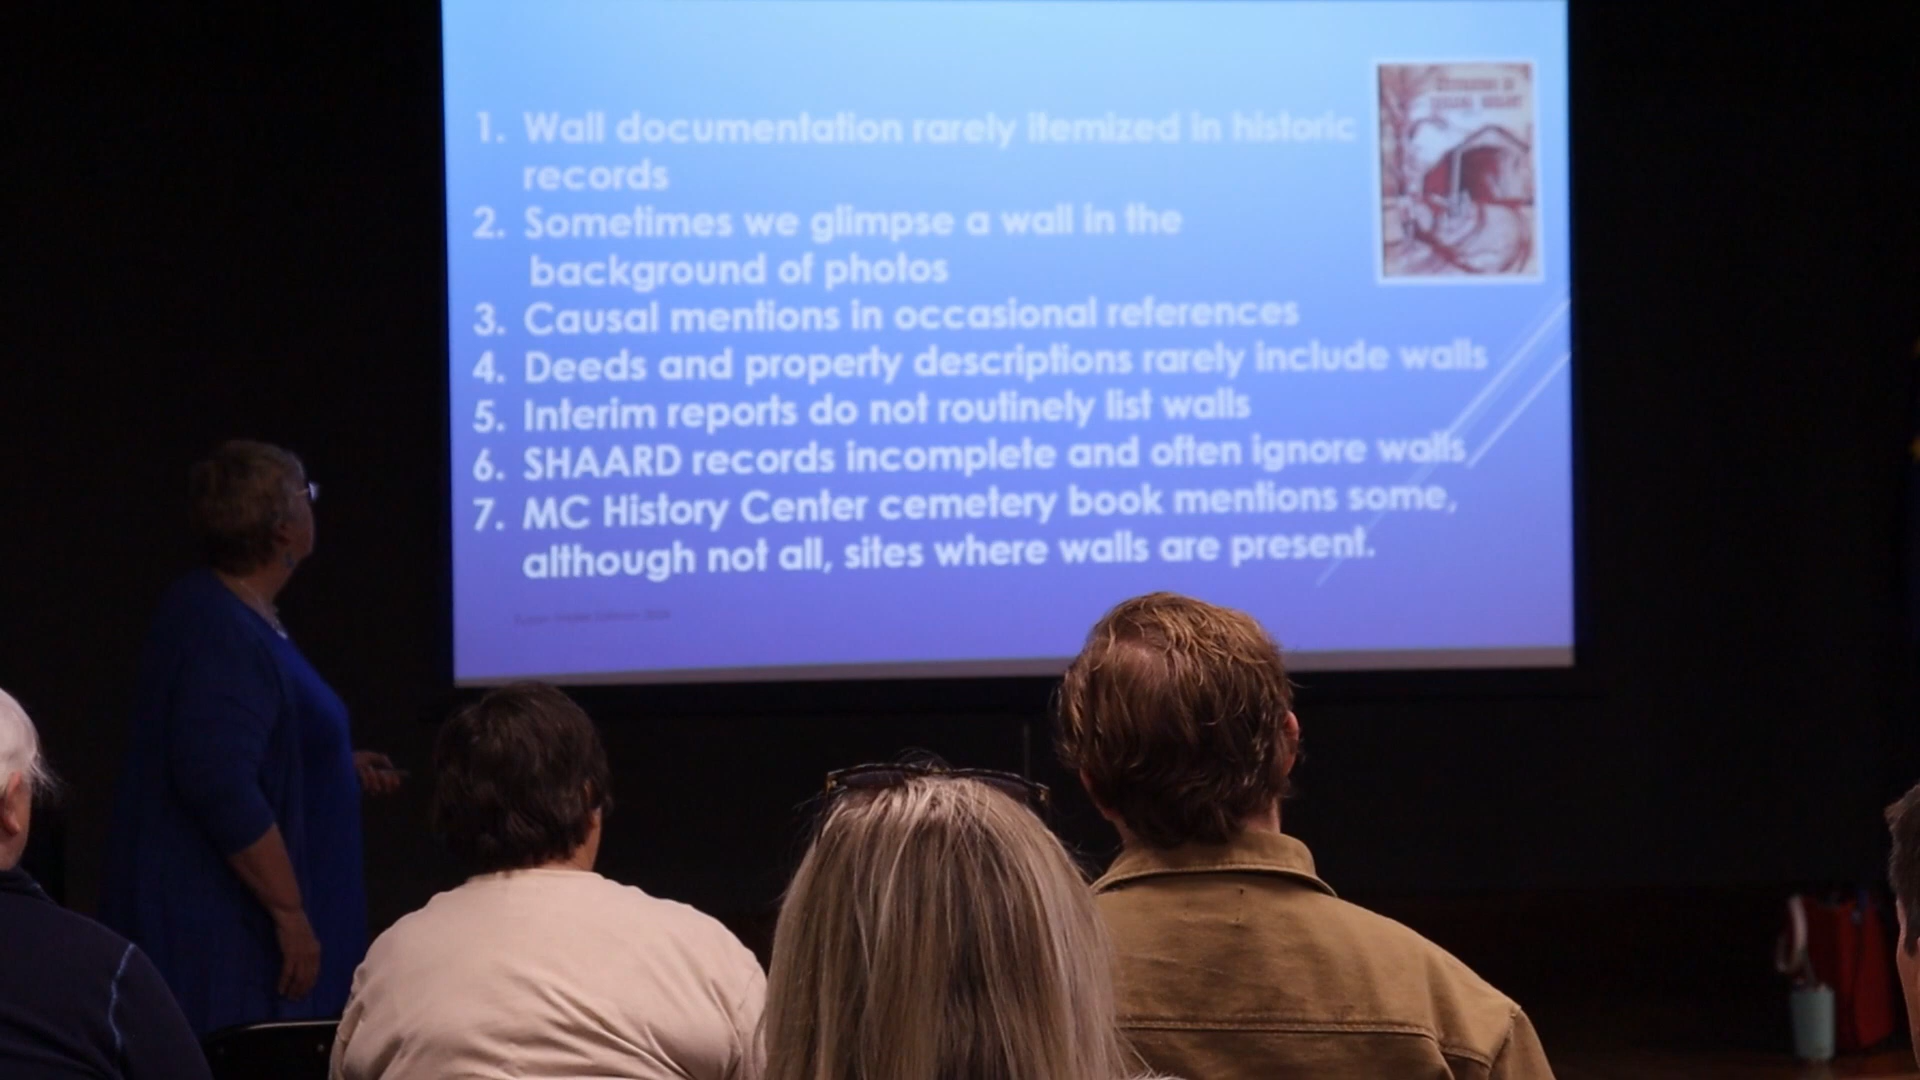 1. Wall documentation rarely itemized in historic
records
2. Sometimes we glimpse a wall in the
background of photos
3. Causal mentions in occasional references
4. Deeds and property descriptions rarely include walls
5. Interim reports do not routinely list walls
6. SHAARD records incomplete and often ignore walls
7. MC History Center cemetery book mentions some,
although not all, sites where walls are present.